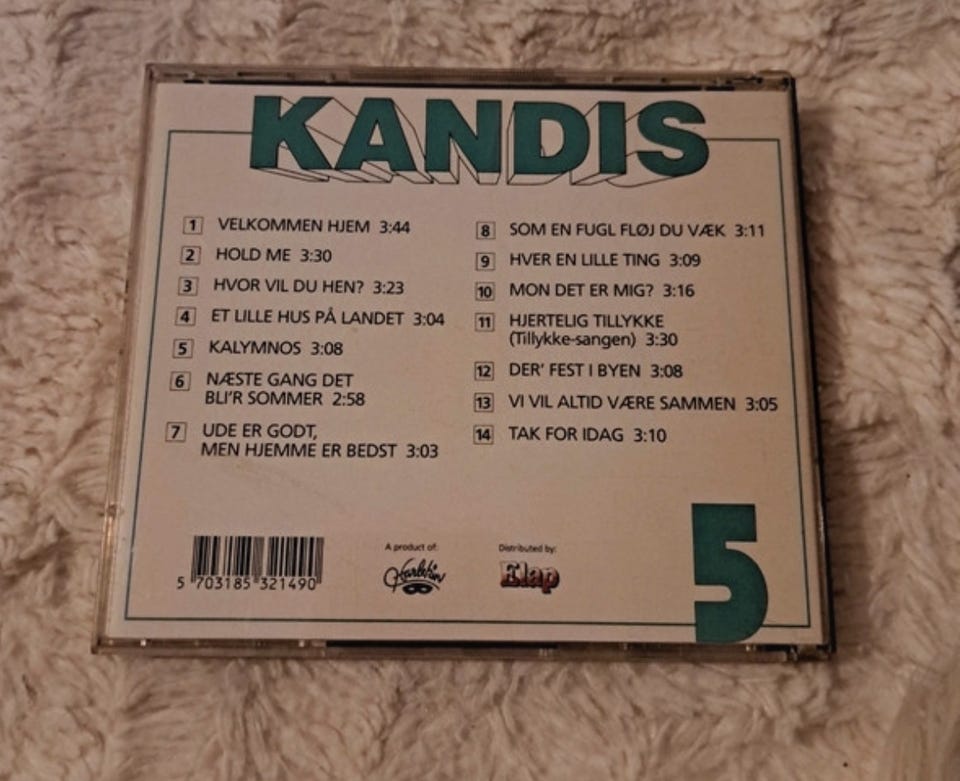 KANDIS
1 VELKOMMEN HJEM 3:44
2 HOLD ME 3:30
3 HVOR VIL DU HEN? 3:23
4 ET LILLE HUS PÅ LANDET 3:04
5 KALYMNOS 3:08
6 NÆSTE GANG DET
BLI'R SOMMER 2:58
7 UDE ER GODT,
MEN HJEMME ER BEDST 3:03
8 SOM EN FUGL FLØJ DU VÆK 3:11
9 HVER EN LILLE TING 3:09
10 MON DET ER MIG? 3:16
11 HJERTELIG TILLYKKE
(Tillykke-sangen) 3:30
12 DER' FEST I BYEN 3:08
13 VI VIL ALTID VÆRE SAMMEN 3:05
14 TAK FOR IDAG 3:10
5 703185 321490
A product of:
Harlekin
Distributed by:
Elap
5